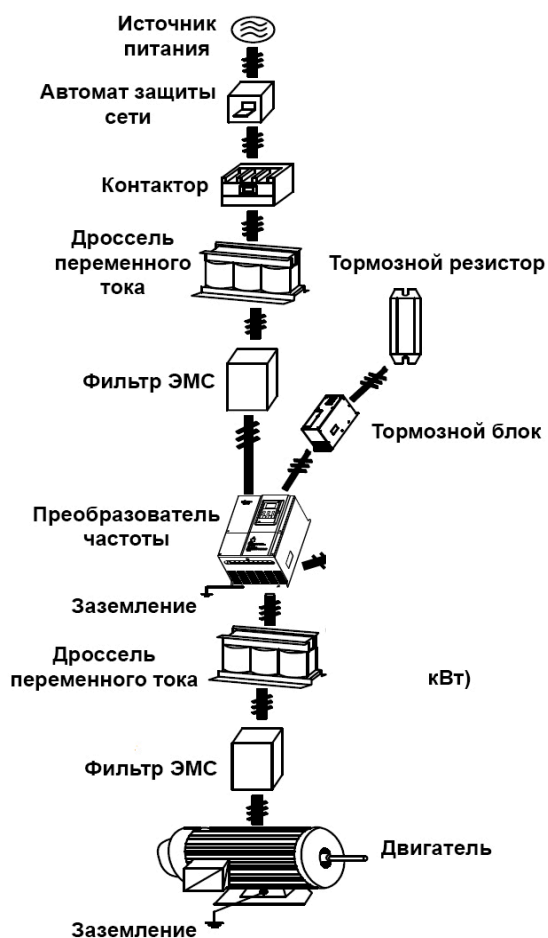 Источник
питания
Автомат защиты
сети
Контактор
Дроссель
переменного
тока
Тормозной резистор
Фильтр ЭМС
Тормозной блок
Преобразователь
частоты
Заземление
Дроссель
переменного тока
кВт)
Фильтр ЭМС
Двигатель
Заземление